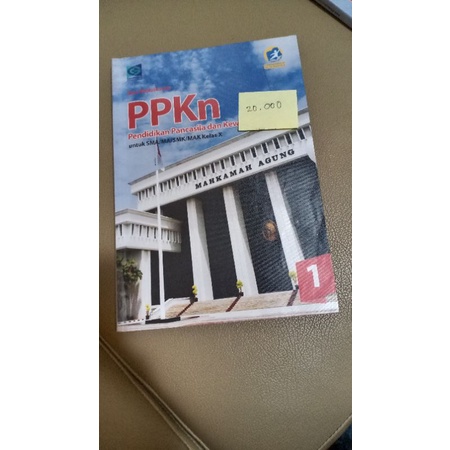 PPKn
20.000
Pendidikan Pancasila dan Kew
untuk SMA/MA/SMK/MAK Kelas X
MAHKAMAH AGUNG
1